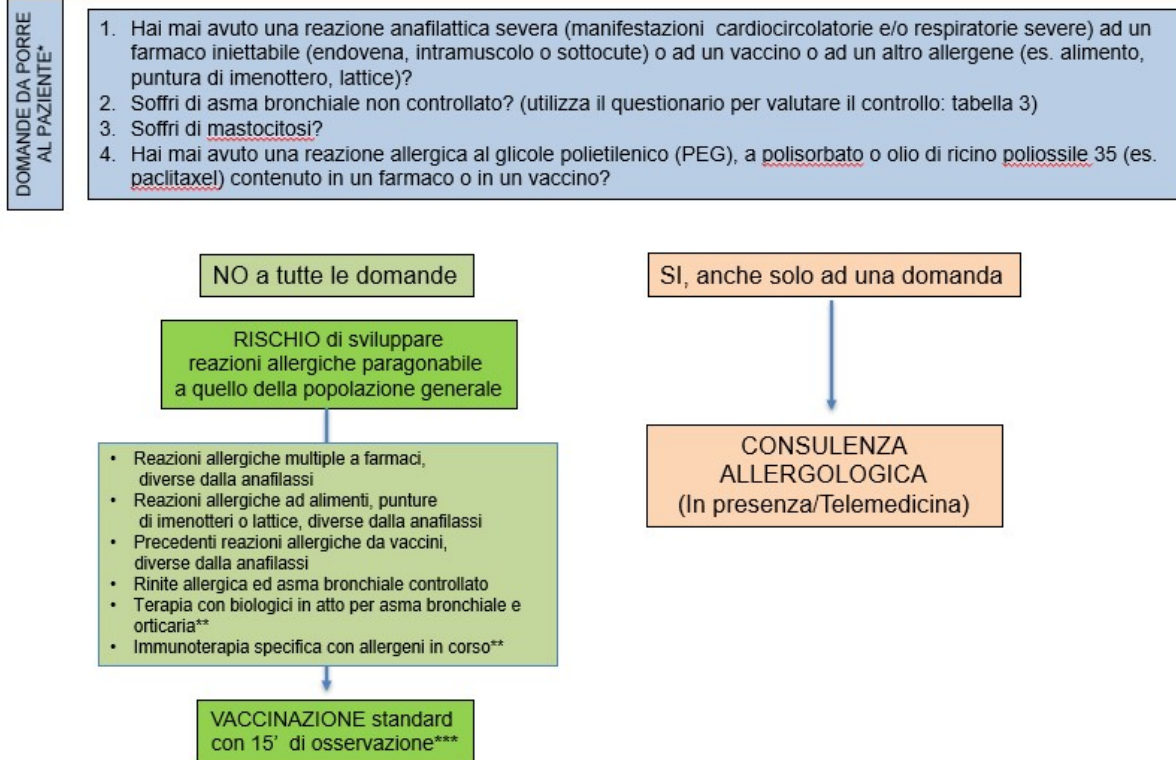 DOMANDE DA PORRE
AL PAZIENTE*
1. Hai mai avuto una reazione anafilattica severa (manifestazioni cardiocircolatorie e/o respiratorie severe) ad un
farmaco iniettabile (endovena, intramuscolo o sottocute) o ad un vaccino o ad un altro allergene (es. alimento,
puntura di imenottero, lattice)?
2. Soffri di asma bronchiale non controllato? (utilizza il questionario per valutare il controllo: tabella 3)
3. Soffri di mastocitosi?
4. Hai mai avuto una reazione allergica al glicole polietilenico (PEG), a polisorbato o olio di ricino poliossile 35 (es.
paclitaxel) contenuto in un farmaco o in un vaccino?
NO a tutte le domande
RISCHIO di sviluppare
reazioni allergiche paragonabile
a quello della popolazione generale
• Reazioni allergiche multiple a farmaci,
diverse dalla anafilassi
• Reazioni allergiche ad alimenti, punture
di imenotteri o lattice, diverse dalla anafilassi
• Precedenti reazioni allergiche da vaccini,
diverse dalla anafilassi
• Rinite allergica ed asma bronchiale controllato
• Terapia con biologici in atto per asma bronchiale e
orticaria**
• Immunoterapia specifica con allergeni in corso**
VACCINAZIONE standard
con 15' di osservazione***
SI, anche solo ad una domanda
CONSULENZA
ALLERGOLOGICA
(In presenza/Telemedicina)